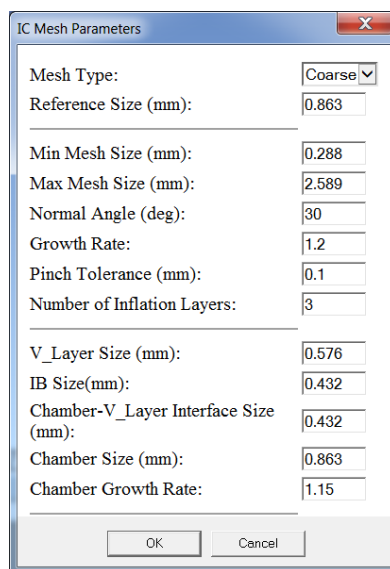 IC Mesh Parameters
X
Mesh Type: Coarse
Reference Size (mm): 0.863
Min Mesh Size (mm): 0.288
Max Mesh Size (mm): 2.589
Normal Angle (deg): 30
Growth Rate: 1.2
Pinch Tolerance (mm): 0.1
Number of Inflation Layers: 3
V_Layer Size (mm): 0.576
IB Size(mm): 0.432
Chamber-V_Layer Interface Size
(mm): 0.432
Chamber Size (mm): 0.863
Chamber Growth Rate: 1.15
OK Cancel